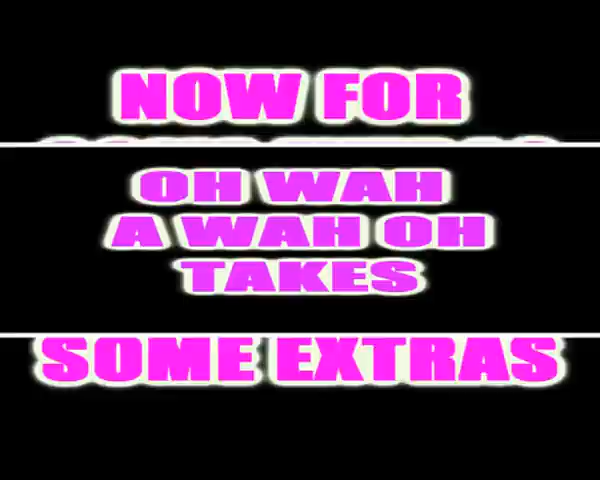 NOW FOR
OH WAH
A WAH OH
TAKES
SOME EXTRAS